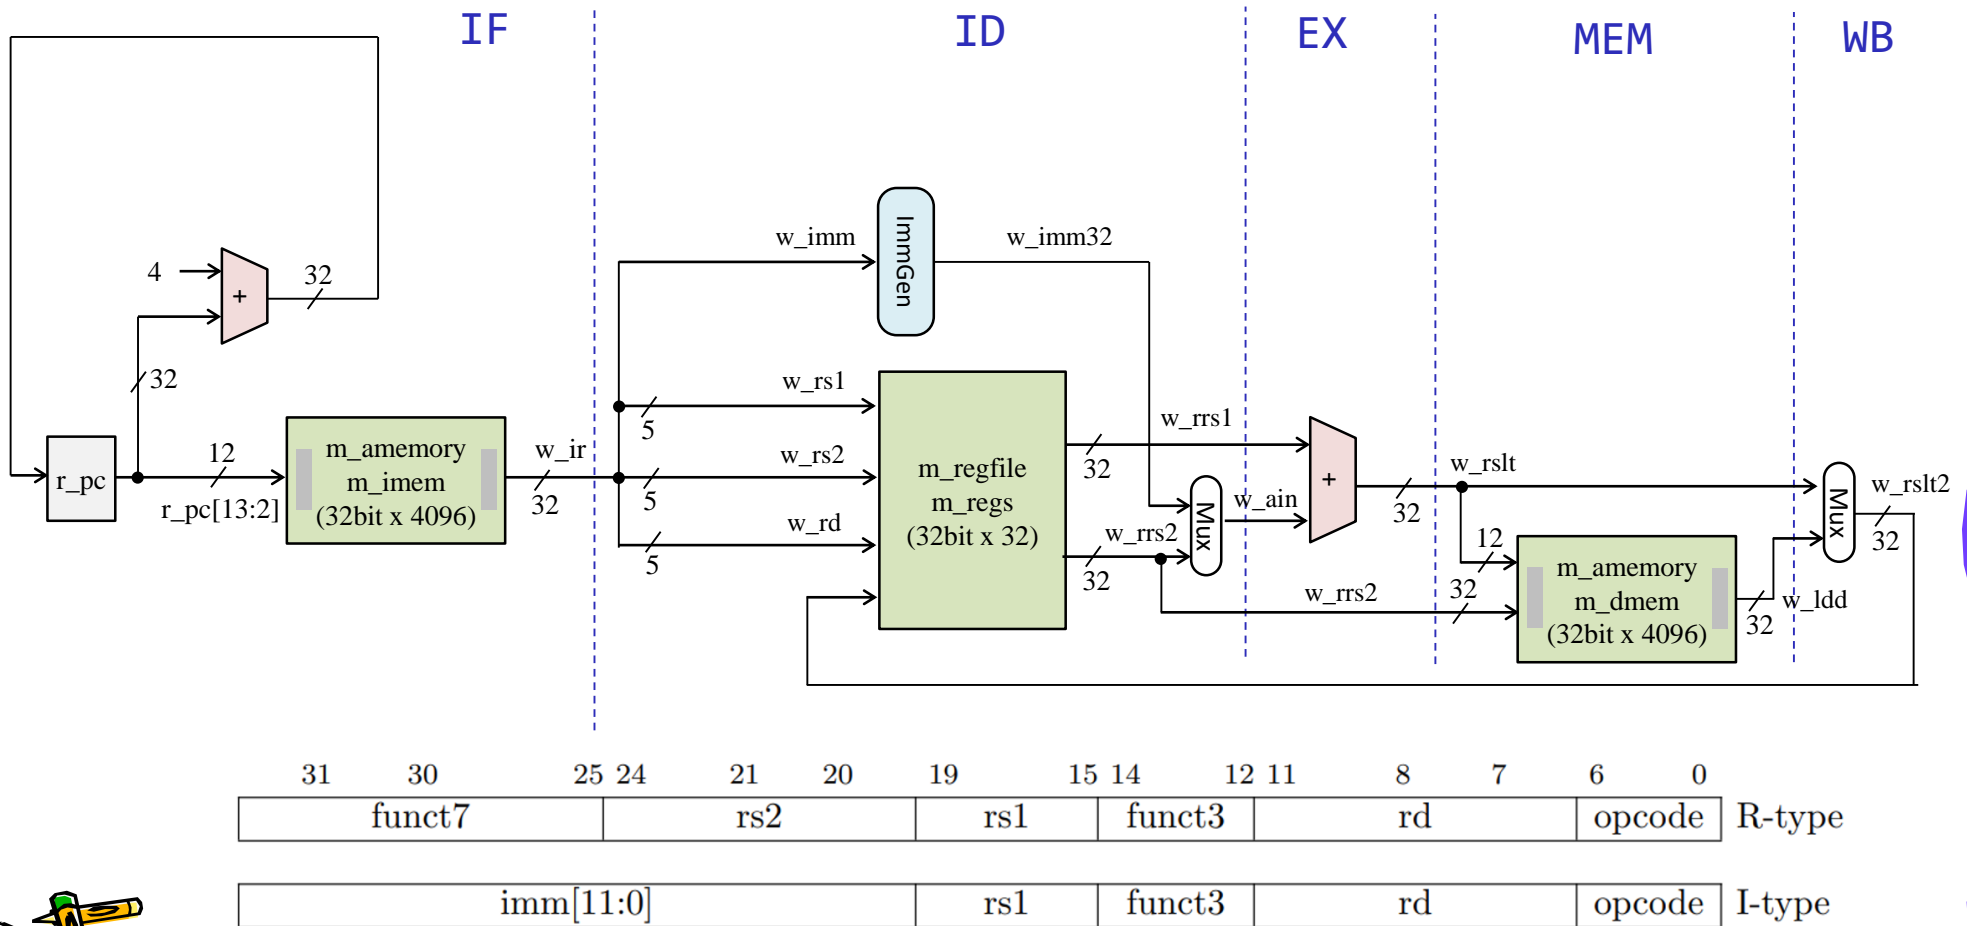 IF
ID
EX
MEM
WB
4
+
32
32
r_pc
12
r_pc[13:2]
m_amemory
m_imem
(32bit x 4096)
w_ir
32
w_imm
ImmGen
w_imm32
w_rs1
5
w_rs2
5
w_rd
5
m_regfile
m_regs
(32bit x 32)
32
w_rrs1
w_rrs2
32
Mux
w_ain
+
32
w_rslt
12
w_rrs2
32
m_amemory
m_dmem
(32bit x 4096)
32
w_ldd
Mux
w_rslt2
32
31 30 25 24 21 20 19 15 14 12 11 8 7 6 0
funct7 rs2 rs1 funct3 rd opcode R-type
imm[11:0] rs1 funct3 rd opcode I-type